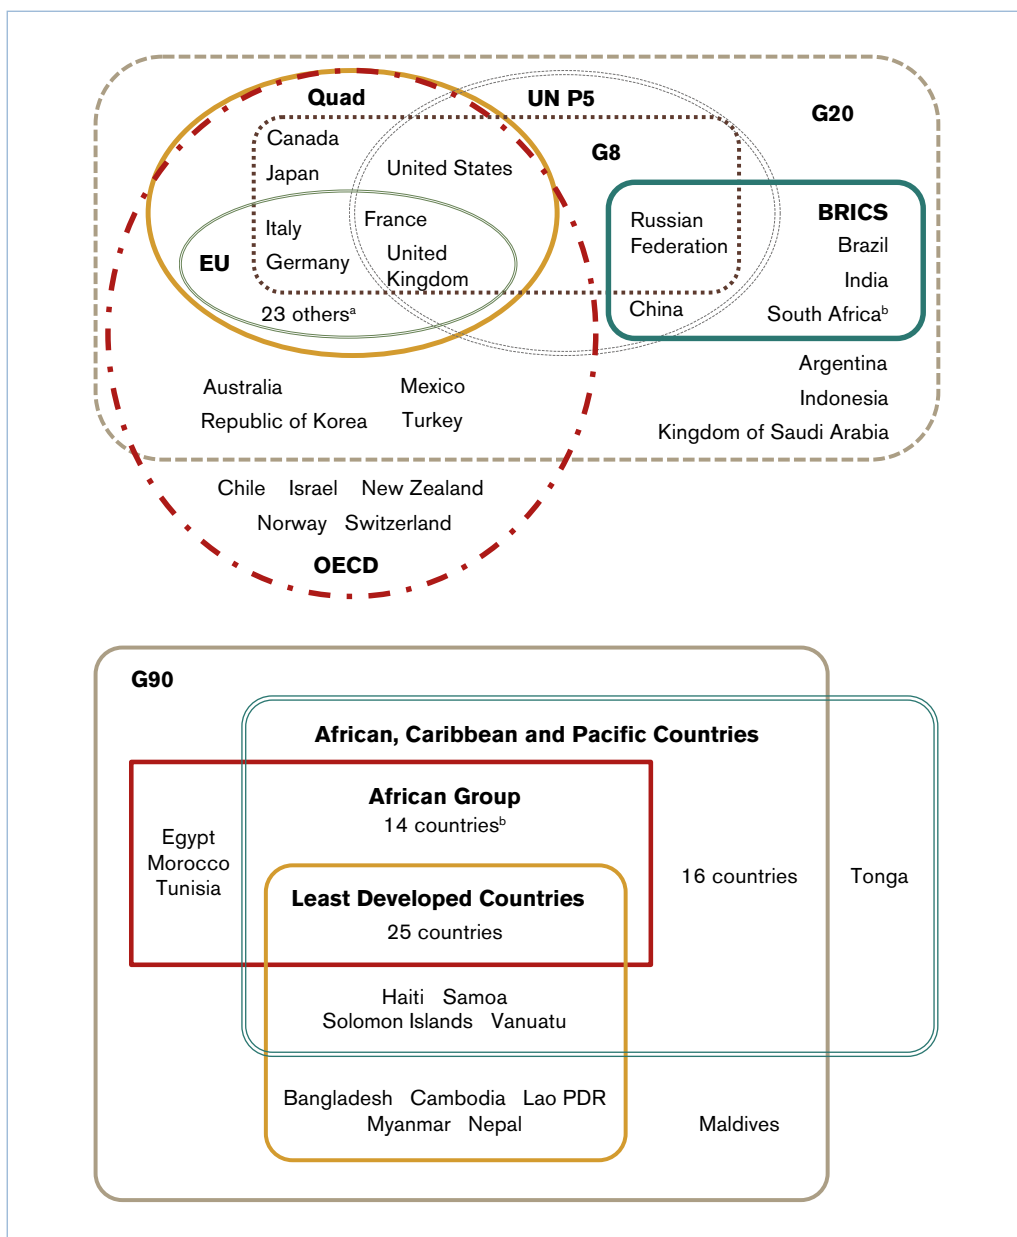 Quad
UN P5
G20
Canada
Japan
United States
G8
Italy
Germany
France
United
Kingdom
EU
23 othersᵃ
Russian
Federation
China
BRICS
Brazil
India
South Africaᵇ
Argentina
Indonesia
Kingdom of Saudi Arabia
Australia Mexico
Republic of Korea Turkey
Chile Israel New Zealand
Norway Switzerland
OECD
G90
African, Caribbean and Pacific Countries
African Group
14 countriesᵇ
Egypt
Morocco
Tunisia
Least Developed Countries
25 countries
16 countries
Tonga
Haiti Samoa
Solomon Islands Vanuatu
Bangladesh Cambodia Lao PDR
Myanmar Nepal
Maldives